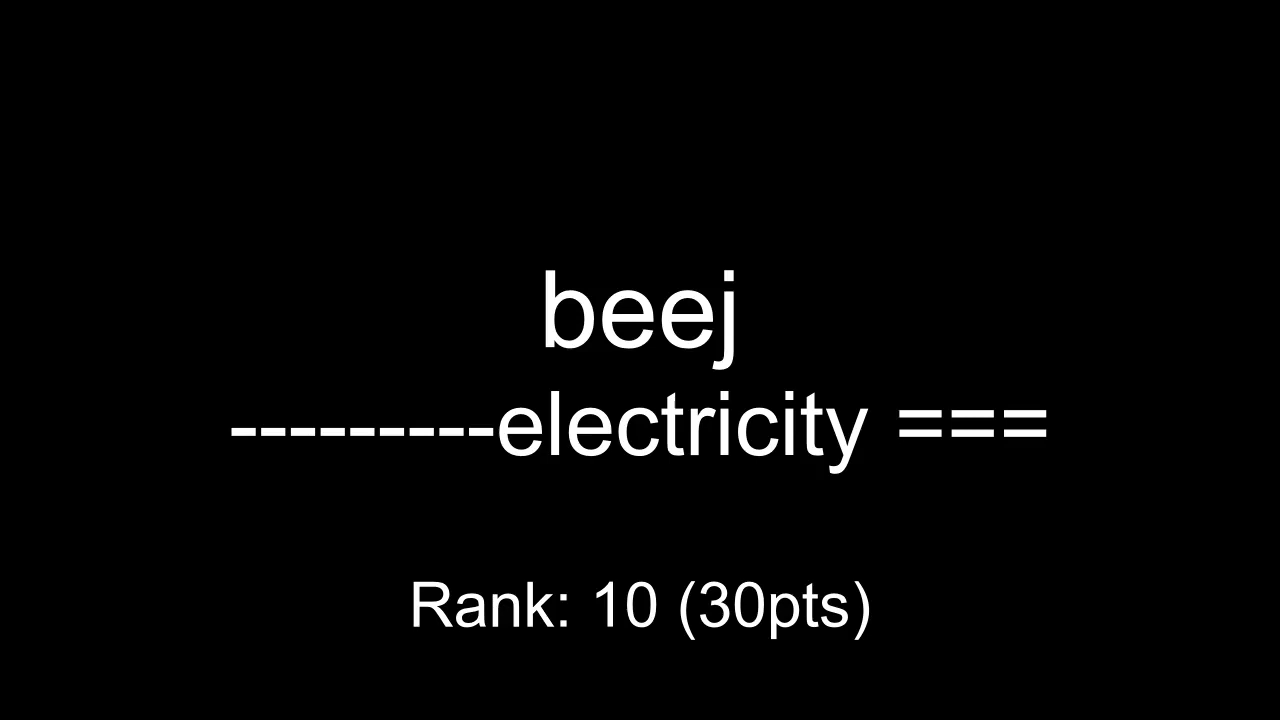 beej
---------electricity ===
Rank: 10 (30pts)